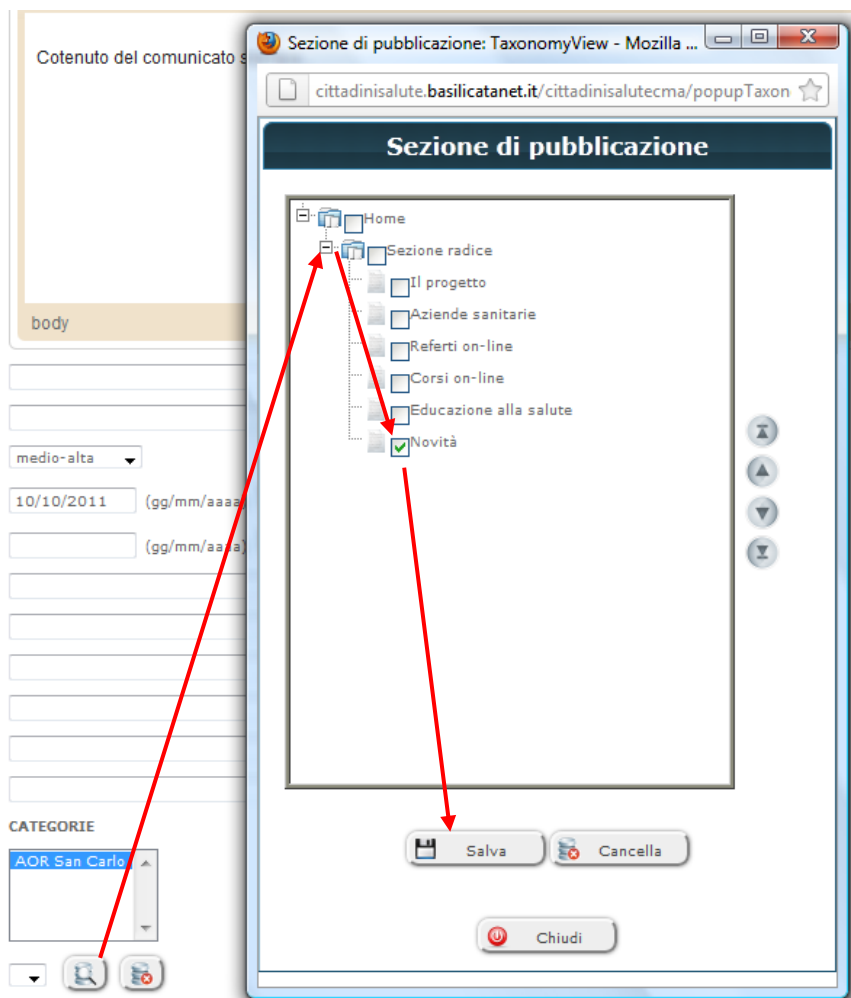 Cotenuto del comunicato s
body
medio-alta
10/10/2011 (gg/mm/aaaa)
(gg/mm/aaaa)
CATEGORIE
AOR San Carlo
Sezione di pubblicazione: TaxonomyView - Mozilla ...
cittadinisalute.basilicatanet.it/cittadinisalutecma/popupTaxon
Sezione di pubblicazione
Home
Sezione radice
Il progetto
Aziende sanitarie
Referti on-line
Corsi on-line
Educazione alla salute
Novità
Salva
Cancella
Chiudi